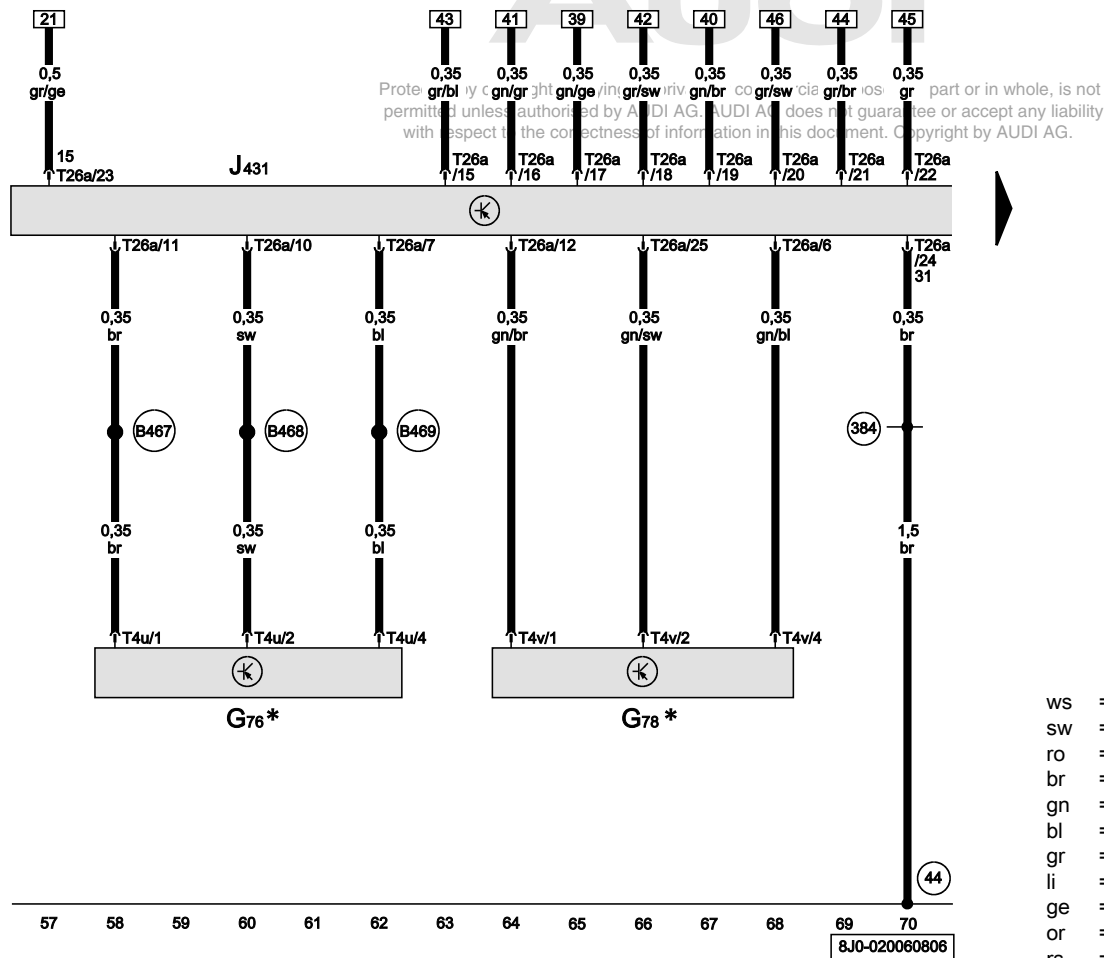 AUDI
21 43 41 39 42 40 46 44 45
0,5 0,35 0,35 0,35 0,35 0,35 0,35 0,35 0,35
gr/ge gr/bl gn/gr gn/ge gr/sw gn/br gr/sw gr/br gr
part or in whole, is not
permitted unless authorised by AUDI AG. AUDI AG does not guarantee or accept any liability
with respect to the correctness of information in this document. Copyright by AUDI AG.
15 J431 T26a T26a T26a T26a T26a T26a T26a T26a
T26a/23 /15 /16 /17 /18 /19 /20 /21 /22
T26a/11 T26a/10 T26a/7 T26a/12 T26a/25 T26a/6 T26a
/24
31
0,35 0,35 0,35 0,35 0,35 0,35 0,35
br sw bl gn/br gn/sw gn/bl br
B467 B468 B469 384
0,35 0,35 0,35 1,5
br sw bl br
T4u/1 T4u/2 T4u/4 T4v/1 T4v/2 T4v/4
G76* G78*
ws =
sw =
ro =
br =
gn =
bl =
gr =
li =
ge =
or =
44
57 58 59 60 61 62 63 64 65 66 67 68 69 70
8J0-020060806